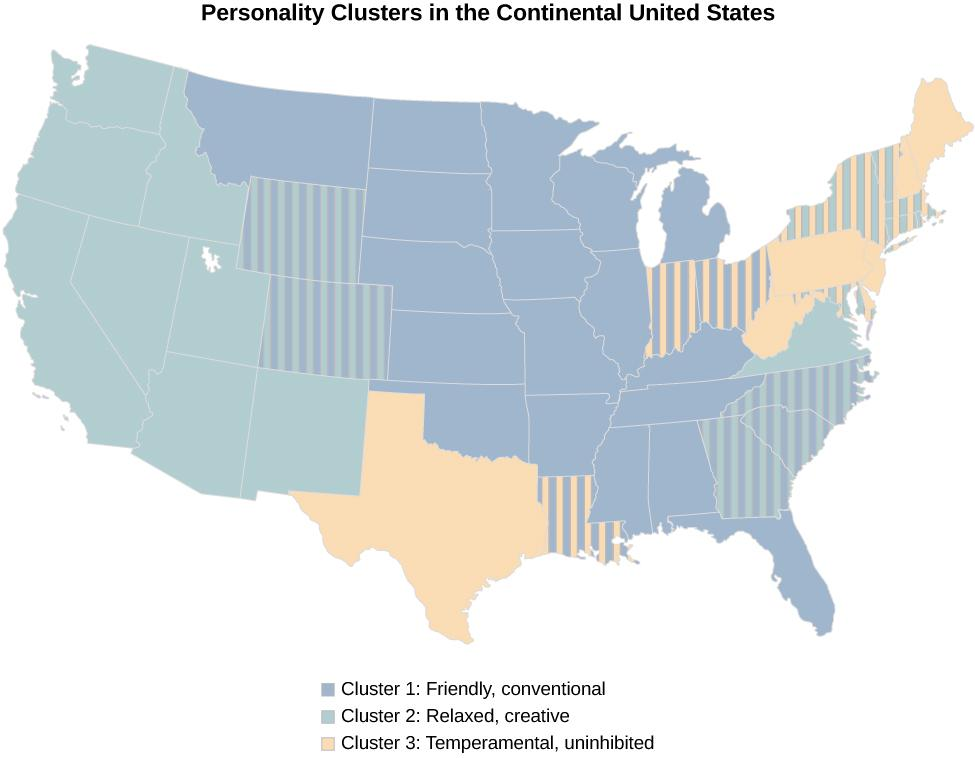 Personality Clusters in the Continental United States
Cluster 1: Friendly, conventional
Cluster 2: Relaxed, creative
Cluster 3: Temperamental, uninhibited